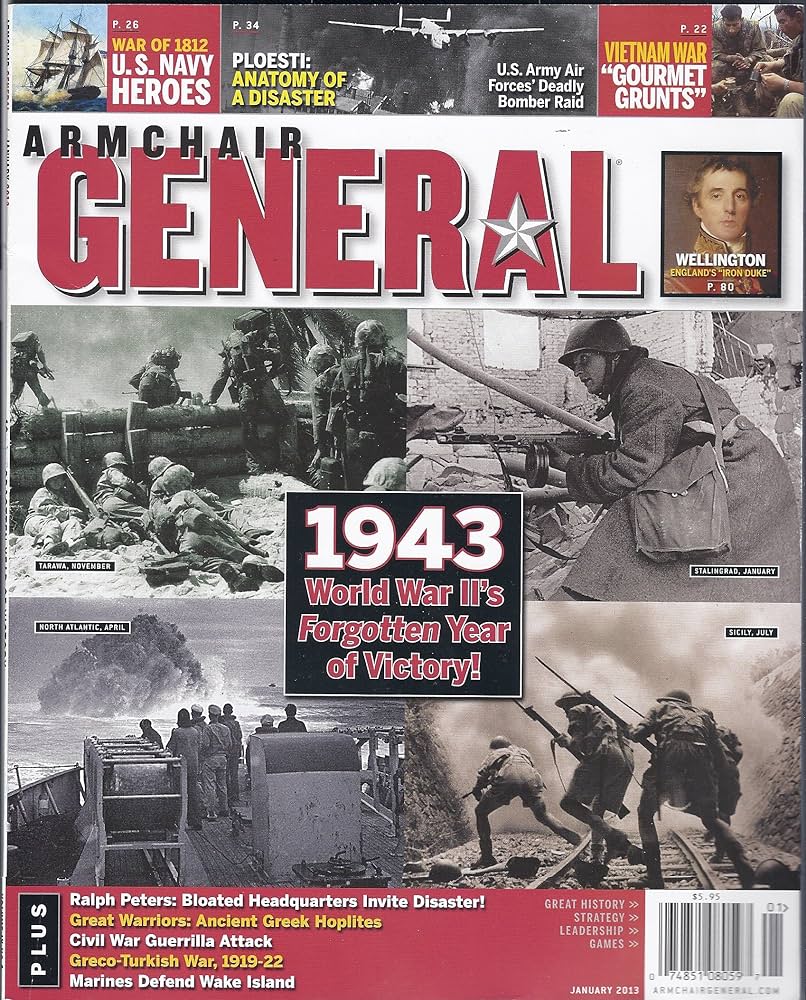 P. 26
WAR OF 1812
U.S. NAVY
HEROES
P. 34
PLOESTI:
ANATOMY OF
A DISASTER
U.S. Army Air
Forces' Deadly
Bomber Raid
P. 22
VIETNAM WAR
"GOURMET
GRUNTS"
ARMCHAIR
GENERAL®
WELLINGTON
ENGLAND'S "IRON DUKE"
P. 80
TARAWA, NOVEMBER
STALINGRAD, JANUARY
1943
World War II's
Forgotten Year
of Victory!
NORTH ATLANTIC, APRIL
SICILY, JULY
PLUS
Ralph Peters: Bloated Headquarters Invite Disaster!
Great Warriors: Ancient Greek Hoplites
Civil War Guerrilla Attack
Greco-Turkish War, 1919-22
Marines Defend Wake Island
GREAT HISTORY >>
STRATEGY >>
LEADERSHIP >>
GAMES >>
JANUARY 2013
$5.95
01>
0 74851 08059 7
ARMCHAIRGENERAL.COM